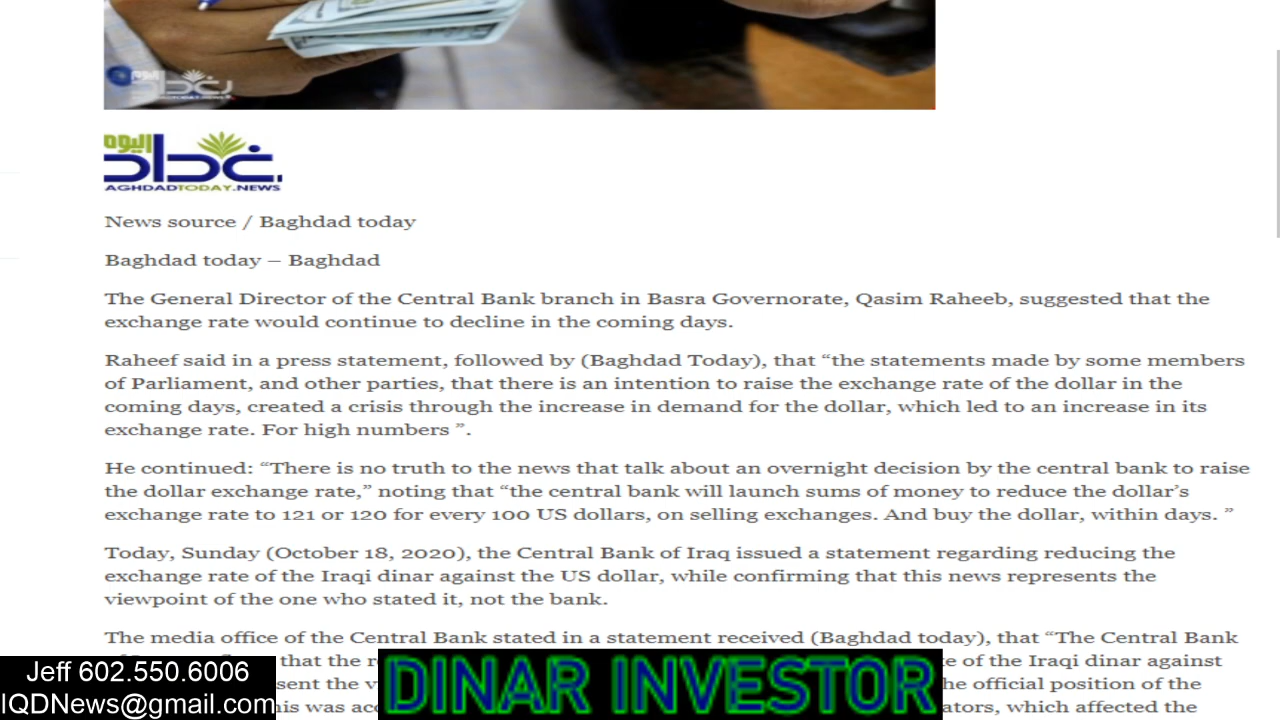 بغداد اليوم
AGHDADTODAY.NEWS
News source / Baghdad today
Baghdad today – Baghdad
The General Director of the Central Bank branch in Basra Governorate, Qasim Raheeb, suggested that the
exchange rate would continue to decline in the coming days.
Raheef said in a press statement, followed by (Baghdad Today), that “the statements made by some members
of Parliament, and other parties, that there is an intention to raise the exchange rate of the dollar in the
coming days, created a crisis through the increase in demand for the dollar, which led to an increase in its
exchange rate. For high numbers ”.
He continued: “There is no truth to the news that talk about an overnight decision by the central bank to raise
the dollar exchange rate,” noting that “the central bank will launch sums of money to reduce the dollar’s
exchange rate to 121 or 120 for every 100 US dollars, on selling exchanges. And buy the dollar, within days. ”
Today, Sunday (October 18, 2020), the Central Bank of Iraq issued a statement regarding reducing the
exchange rate of the Iraqi dinar against the US dollar, while confirming that this news represents the
viewpoint of the one who stated it, not the bank.
The media office of the Central Bank stated in a statement received (Baghdad today), that “The Central Bank
that the of the Iraqi dinar against
the official position of the
this was which affected the
Jeff 602.550.6006
IQDNews@gmail.com
DINAR INVESTOR